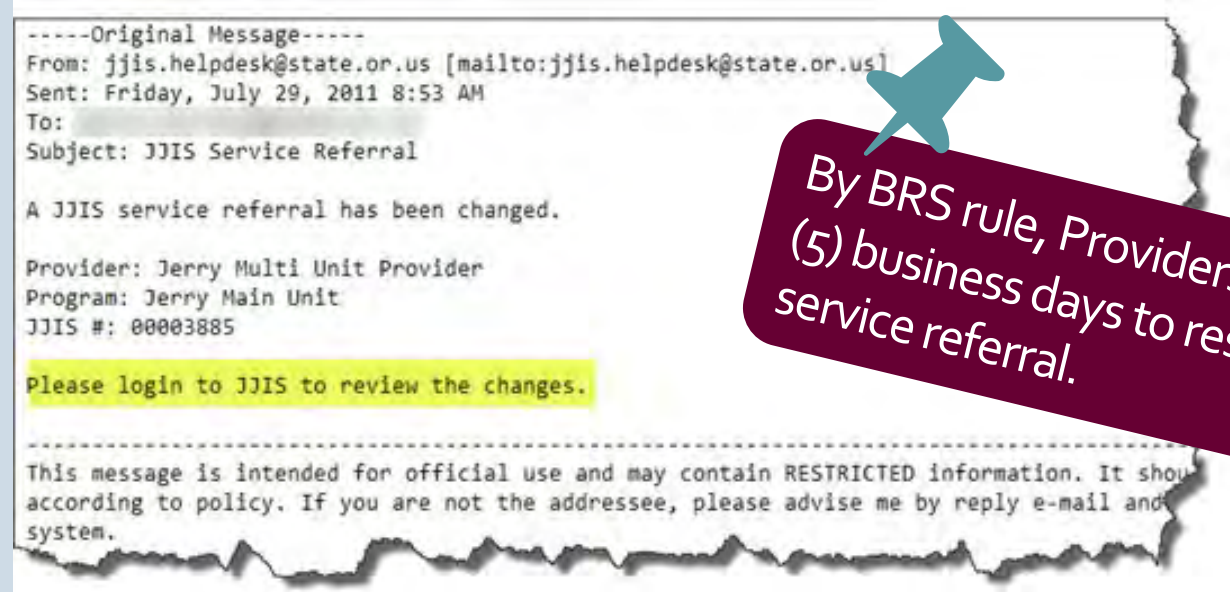 -----Original Message-----
From: jjis.helpdesk@state.or.us [mailto:jjis.helpdesk@state.or.us]
Sent: Friday, July 29, 2011 8:53 AM
To:
Subject: JJIS Service Referral
A JJIS service referral has been changed.
Provider: Jerry Multi Unit Provider
Program: Jerry Main Unit
JJIS #: 00003885
Please login to JJIS to review the changes.
This message is intended for official use and may contain RESTRICTED information. It
according to policy. If you are not the addressee, please advise me by reply e-mail and
system.
By BRS rule, Providers
(5) business days to
service referral.